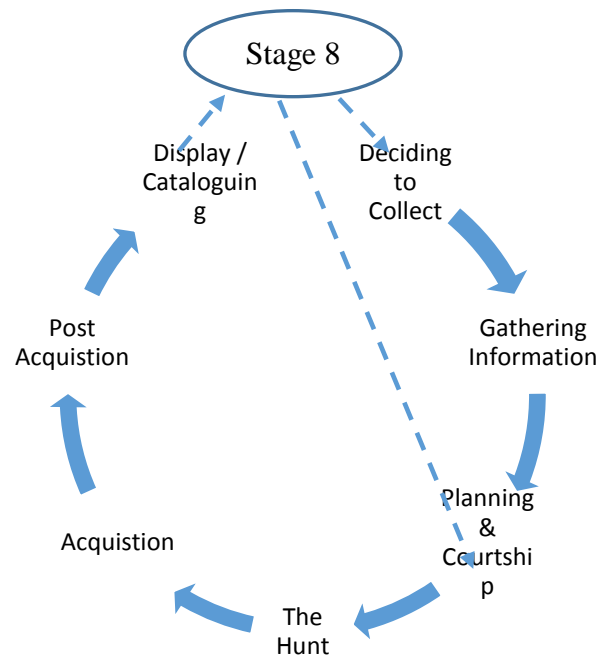 Stage 8
Deciding
to
Collect
Gathering
Information
Planning
&
Courtshi
p
The
Hunt
Acquistion
Post
Acquistion
Display /
Cataloguin
g